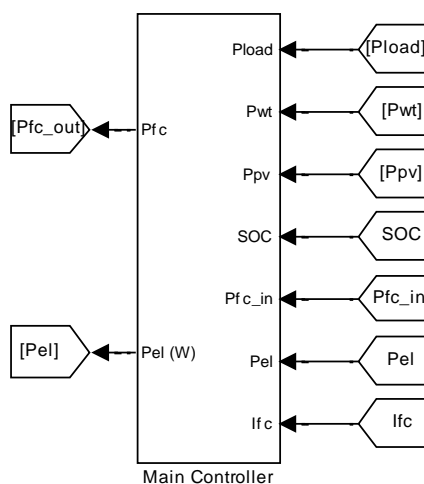 Pload
[Pload]
Pwt
[Pwt]
[Pfc_out]
Pfc
Ppv
[Ppv]
SOC
SOC
Pfc_in
Pfc_in
[Pel]
Pel (W)
Pel
Pel
Ifc
Ifc
Main Controller